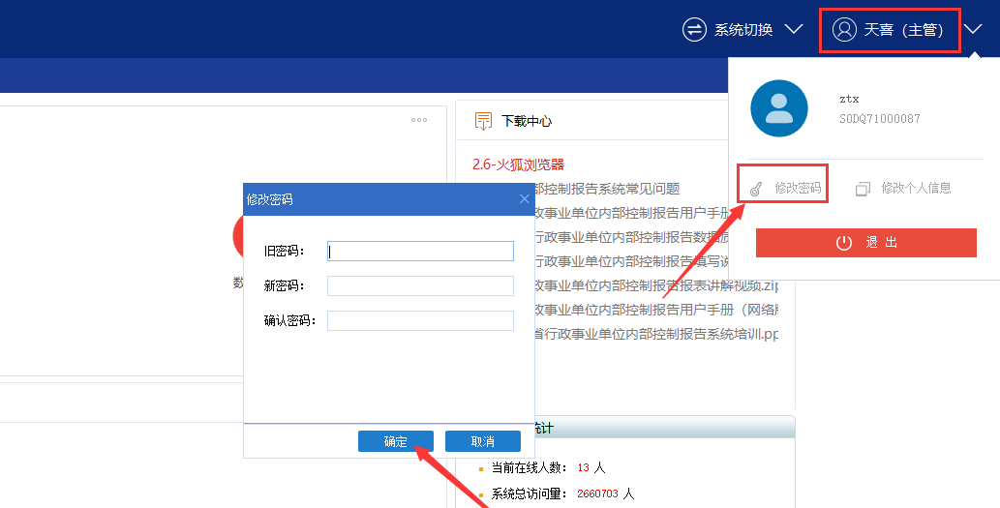 系统切换
天喜（主管）
ztx
SODQ71000087
修改密码
修改个人信息
退 出
下载中心
2.6-火狐浏览器
部控制报告系统常见问题
政事业单位内部控制报告用户手册
行政事业单位内部控制报告数据质
行政事业单位内部控制报告填写说
政事业单位内部控制报告报表讲解视频.zip
政事业单位内部控制报告用户手册（网络版
省行政事业单位内部控制报告系统培训.pp
修改密码
旧密码：
新密码：
确认密码：
确定
取消
数
统计
当前在线人数： 13 人
系统总访问量： 2660703 人